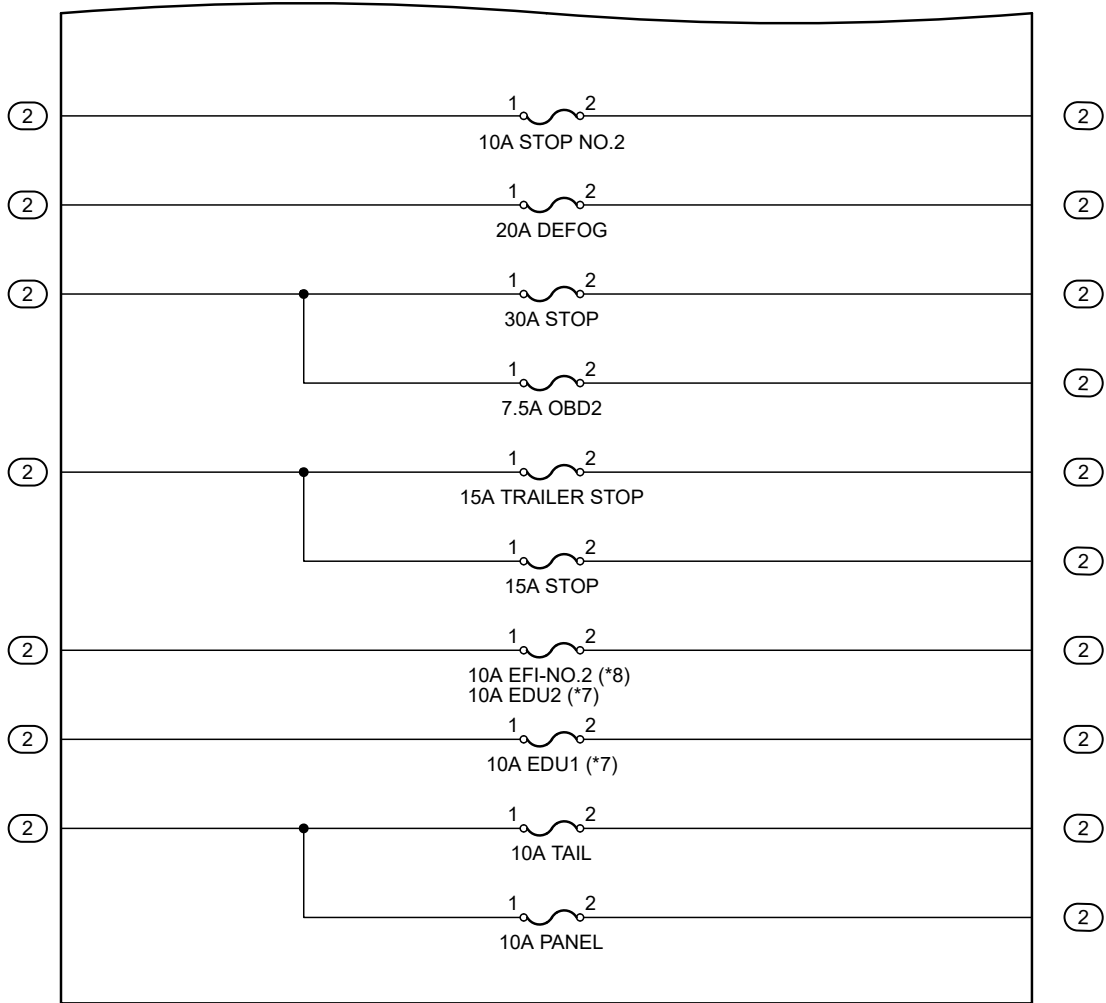 1 2
2 2
10A STOP NO.2
1 2
2 2
20A DEFOG
1 2
2 2
30A STOP
1 2
2
7.5A OBD2
1 2
2 2
15A TRAILER STOP
1 2
2
15A STOP
1 2
2 2
10A EFI-NO.2 (*8)
10A EDU2 (*7)
1 2
2 2
10A EDU1 (*7)
1 2
2 2
10A TAIL
1 2
2
10A PANEL